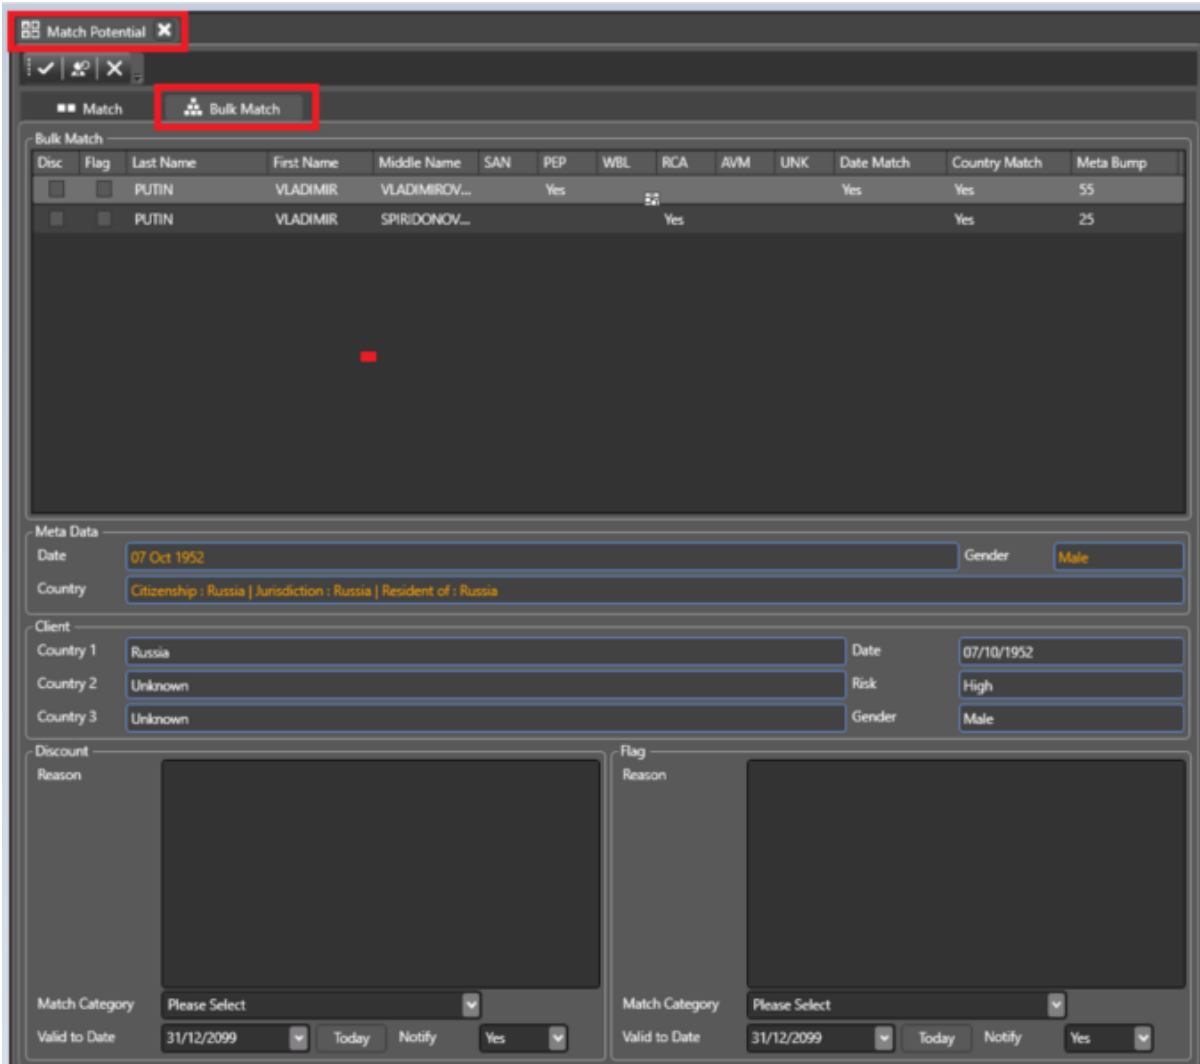 Match Potential
Match Bulk Match
Bulk Match
Disc Flag Last Name First Name Middle Name SAN PEP WBL RCA AVM UNK Date Match Country Match Meta Bump
PUTIN VLADIMIR VLADIMIROV... Yes Yes Yes 55
PUTIN VLADIMIR SPIRIDONOV... Yes Yes 25
Meta Data
Date 07 Oct 1952 Gender Male
Country Citizenship : Russia | Jurisdiction : Russia | Resident of : Russia
Client
Country 1 Russia Date 07/10/1952
Country 2 Unknown Risk High
Country 3 Unknown Gender Male
Discount Flag
Reason Reason
Match Category Please Select Match Category Please Select
Valid to Date 31/12/2099 Today Notify Yes Valid to Date 31/12/2099 Today Notify Yes